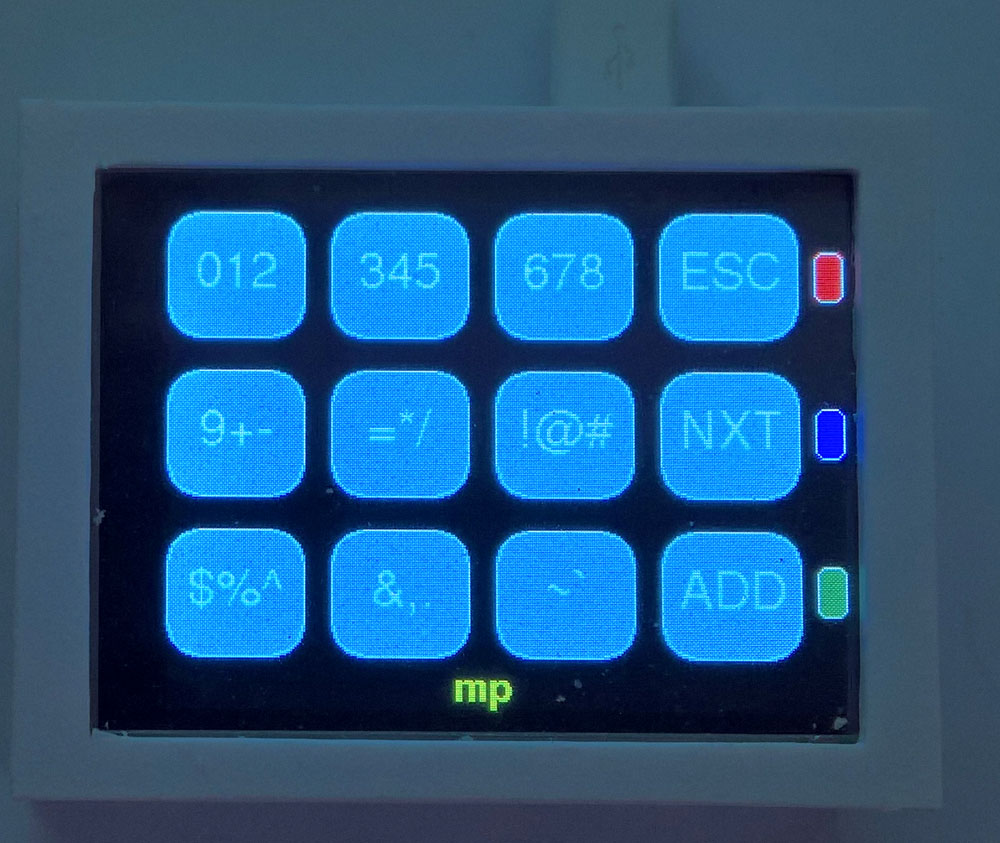 012 345 678 ESC
9+- =*/ !@# NXT
$%^ &,. ~` ADD
mp